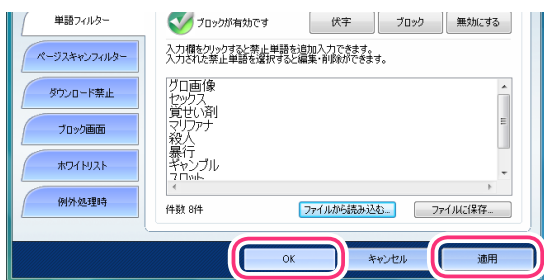 単語フィルター
ブロックが有効です
伏字
ブロック
無効にする
ページスキャンフィルター
入力欄をクリックすると禁止単語を追加入力できます。
入力された禁止単語を選択すると編集・削除ができます。
ダウンロード禁止
グロ画像
セックス
覚せい剤
ブロック画面
マリファナ
殺人
暴行
ホワイトリスト
ギャンブル
スロット
例外処理時
件数 8件
ファイルから読み込む...
ファイルに保存...
OK
キャンセル
適用